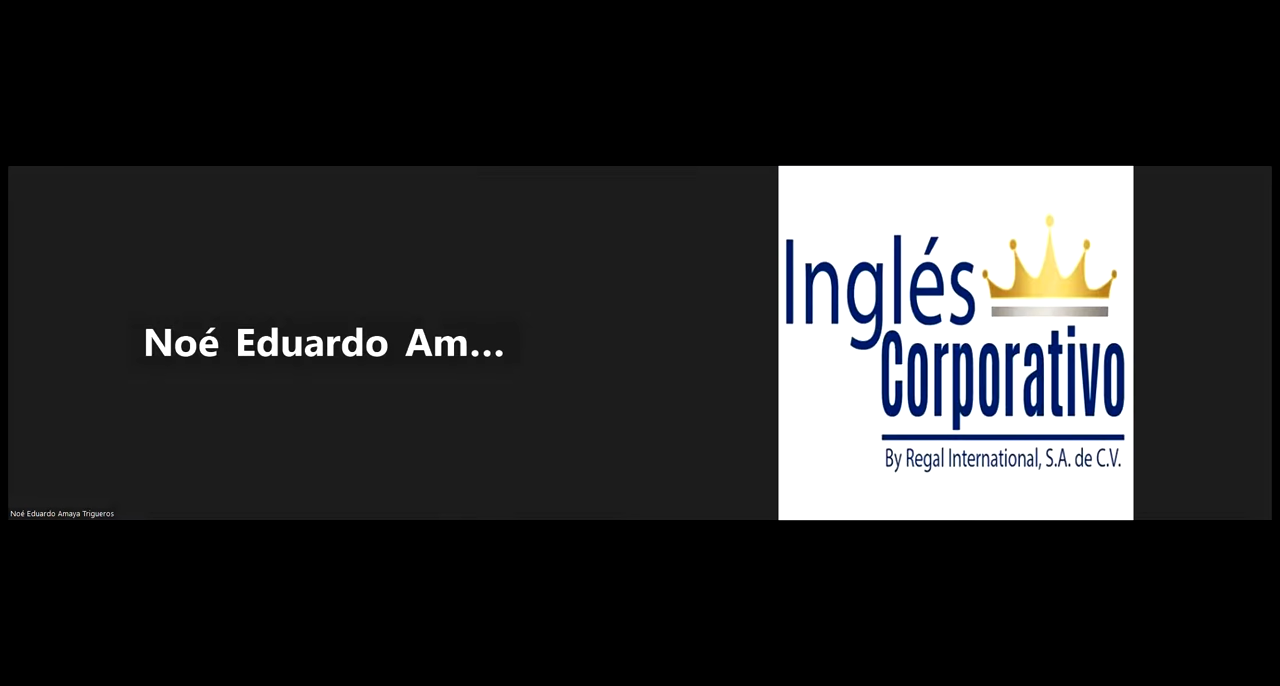 Noé Eduardo Am...
Noé Eduardo Amaya Trigueros
Inglés
Corporativo
By Regal International, S.A. de C.V.